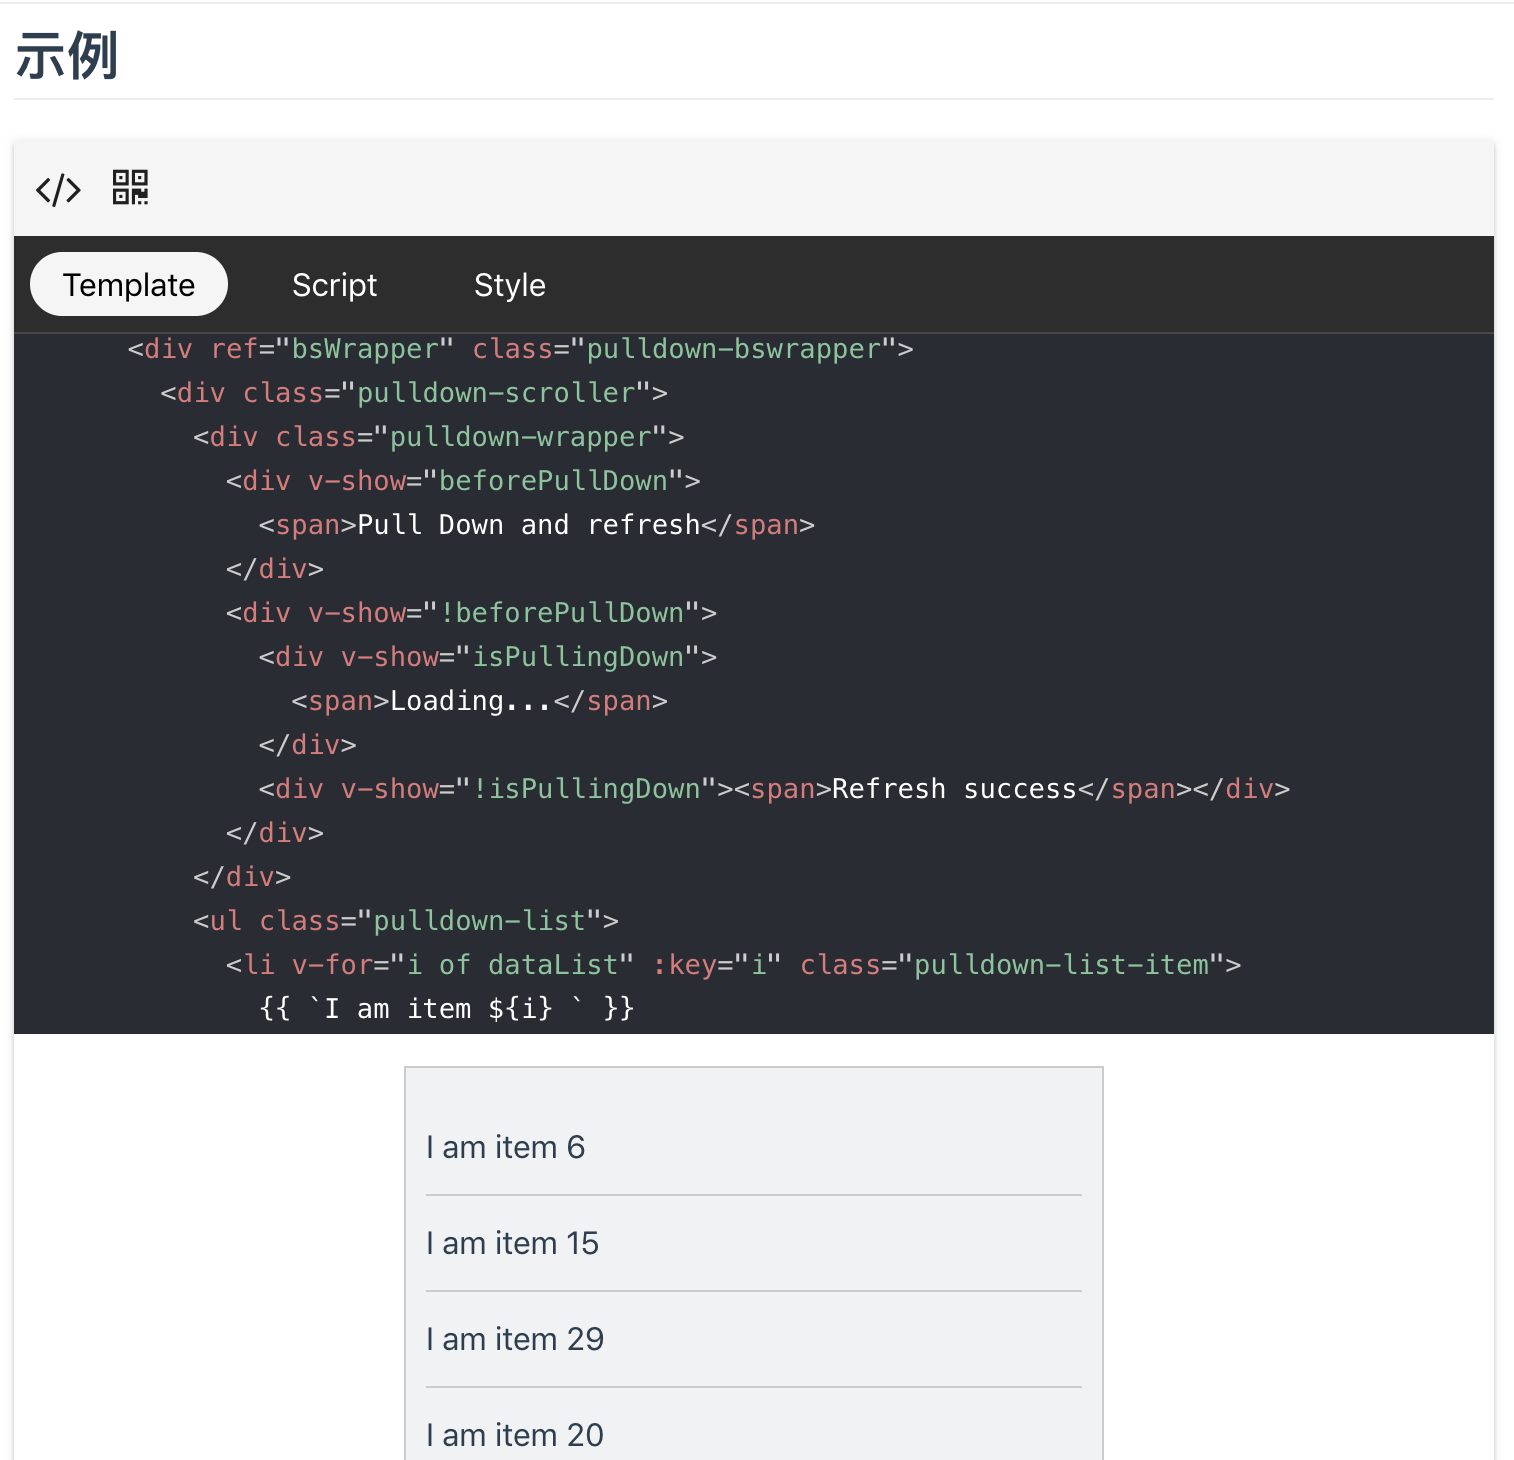 示例
</>
Template Script Style
<div ref="bsWrapper" class="pulldown-bswrapper">
<div class="pulldown-scroller">
<div class="pulldown-wrapper">
<div v-show="beforePullDown">
<span>Pull Down and refresh</span>
</div>
<div v-show="!beforePullDown">
<div v-show="isPullingDown">
<span>Loading...</span>
</div>
<div v-show="!isPullingDown"><span>Refresh success</span></div>
</div>
</div>
<ul class="pulldown-list">
<li v-for="i of dataList" :key="i" class="pulldown-list-item">
{{ `I am item ${i} ` }}
I am item 6
I am item 15
I am item 29
I am item 20